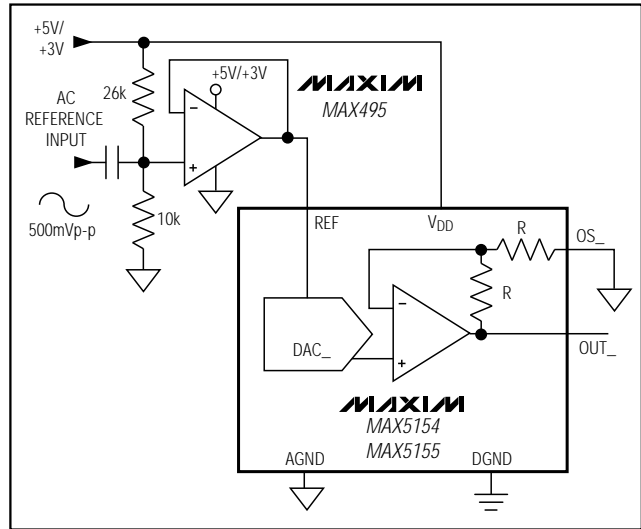 +5V/
+3V
26k
+5V/+3V
MAXIM
MAX495
AC
REFERENCE
INPUT
–
+
500mVp-p
10k
REF
VDD
R
OS_
R
–
+
DAC_
OUT_
MAXIM
MAX5154
MAX5155
AGND
DGND